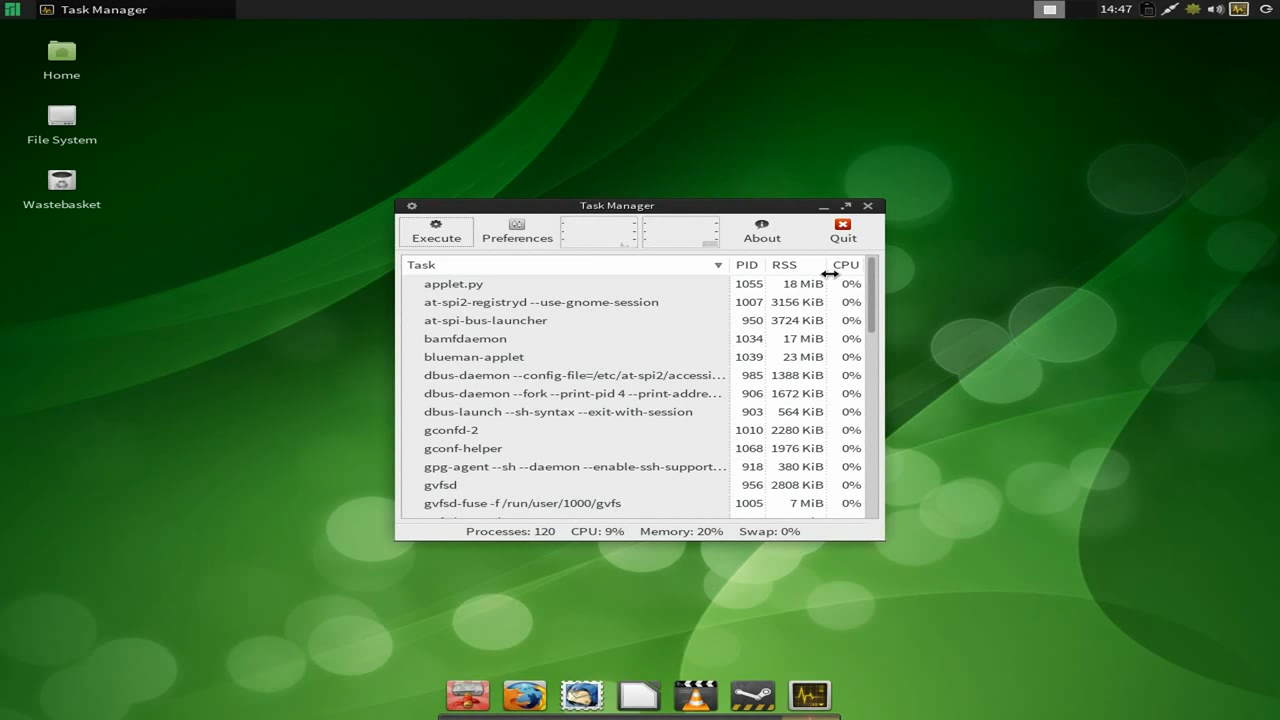 Task Manager
14:47
Home
File System
Wastebasket
Task Manager
Execute Preferences About Quit
Task PID RSS CPU
applet.py 1055 18 MiB 0%
at-spi2-registryd --use-gnome-session 1007 3156 KiB 0%
at-spi-bus-launcher 950 3724 KiB 0%
bamfdaemon 1034 17 MiB 0%
blueman-applet 1039 23 MiB 0%
dbus-daemon --config-file=/etc/at-spi2/accessi... 985 1388 KiB 0%
dbus-daemon --fork --print-pid 4 --print-addre... 906 1672 KiB 0%
dbus-launch --sh-syntax --exit-with-session 903 564 KiB 0%
gconfd-2 1010 2280 KiB 0%
gconf-helper 1068 1976 KiB 0%
gpg-agent --sh --daemon --enable-ssh-support... 918 380 KiB 0%
gvfsd 956 2808 KiB 0%
gvfsd-fuse -f /run/user/1000/gvfs 1005 7 MiB 0%
Processes: 120 CPU: 9% Memory: 20% Swap: 0%